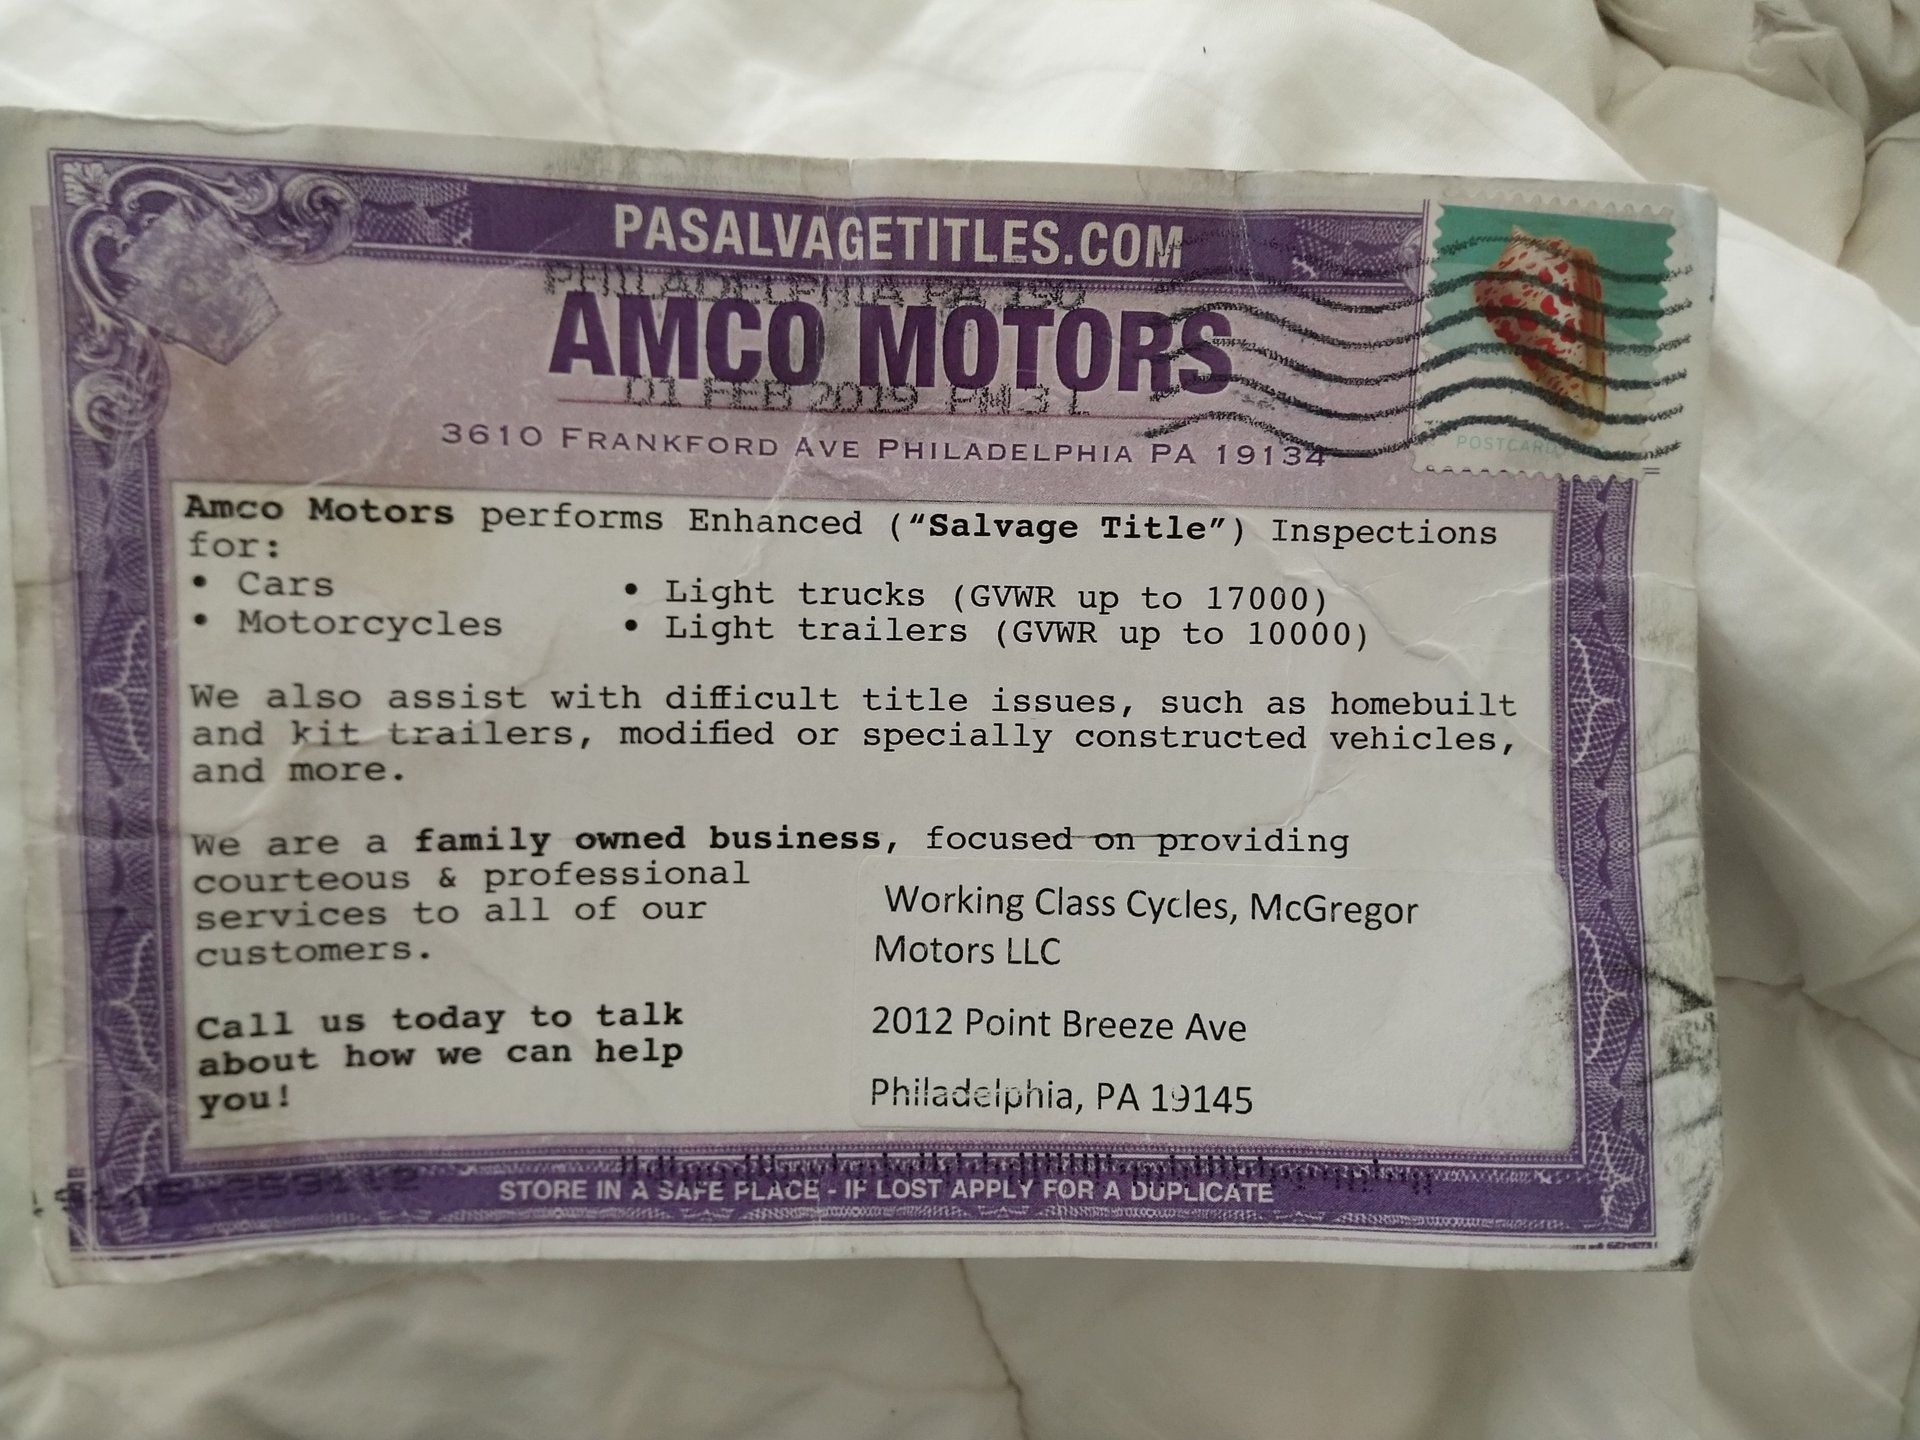 PASALVAGETITLES.COM
PHILADELPHIA PA 190
AMCO MOTORS
01 FEB 2019 PM 3 L
3610 FRANKFORD AVE PHILADELPHIA PA 19134
POSTCARD
Amco Motors performs Enhanced (“Salvage Title”) Inspections
for:
• Cars
• Motorcycles
• Light trucks (GVWR up to 17000)
• Light trailers (GVWR up to 10000)
We also assist with difficult title issues, such as homebuilt
and kit trailers, modified or specially constructed vehicles,
and more.
We are a family owned business, focused on providing
courteous & professional
services to all of our
customers.
Call us today to talk
about how we can help
you!
Working Class Cycles, McGregor
Motors LLC
2012 Point Breeze Ave
Philadelphia, PA 19145
STORE IN A SAFE PLACE - IF LOST APPLY FOR A DUPLICATE